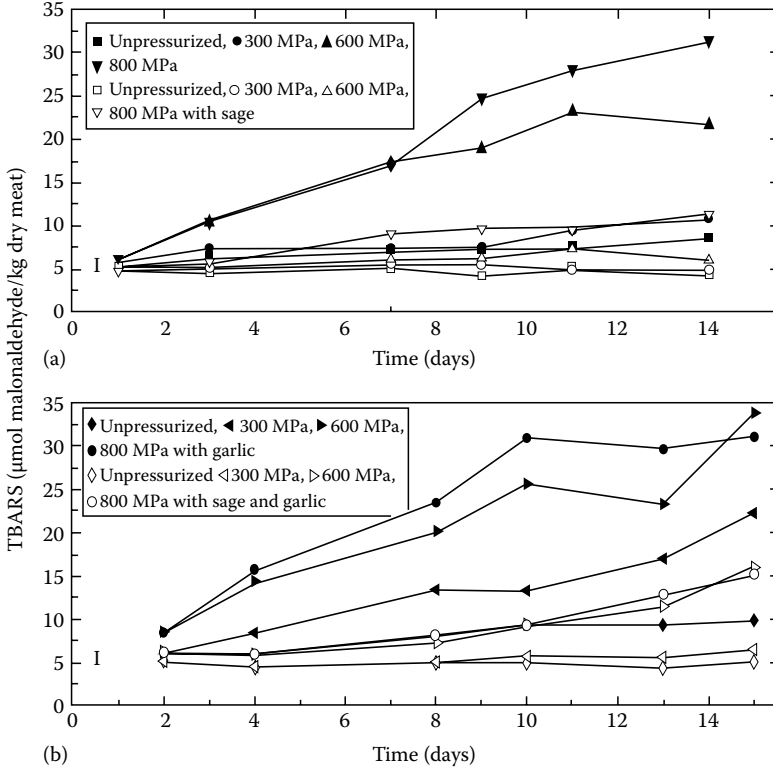 35
30
25
20
15
10
5
0
■ Unpressurized, ● 300 MPa, ▲ 600 MPa,
▼ 800 MPa
□ Unpressurized, ○ 300 MPa, △ 600 MPa,
▽ 800 MPa with sage
I
0 2 4 6 8 10 12 14
(a) Time (days)
TBARS (μmol malonaldehyde/kg dry meat)
35
30
25
20
15
10
5
0
◆ Unpressurized, ◀ 300 MPa, ▶ 600 MPa,
● 800 MPa with garlic
◇ Unpressurized ◁ 300 MPa, ▷ 600 MPa,
○ 800 MPa with sage and garlic
I
0 2 4 6 8 10 12 14
(b) Time (days)